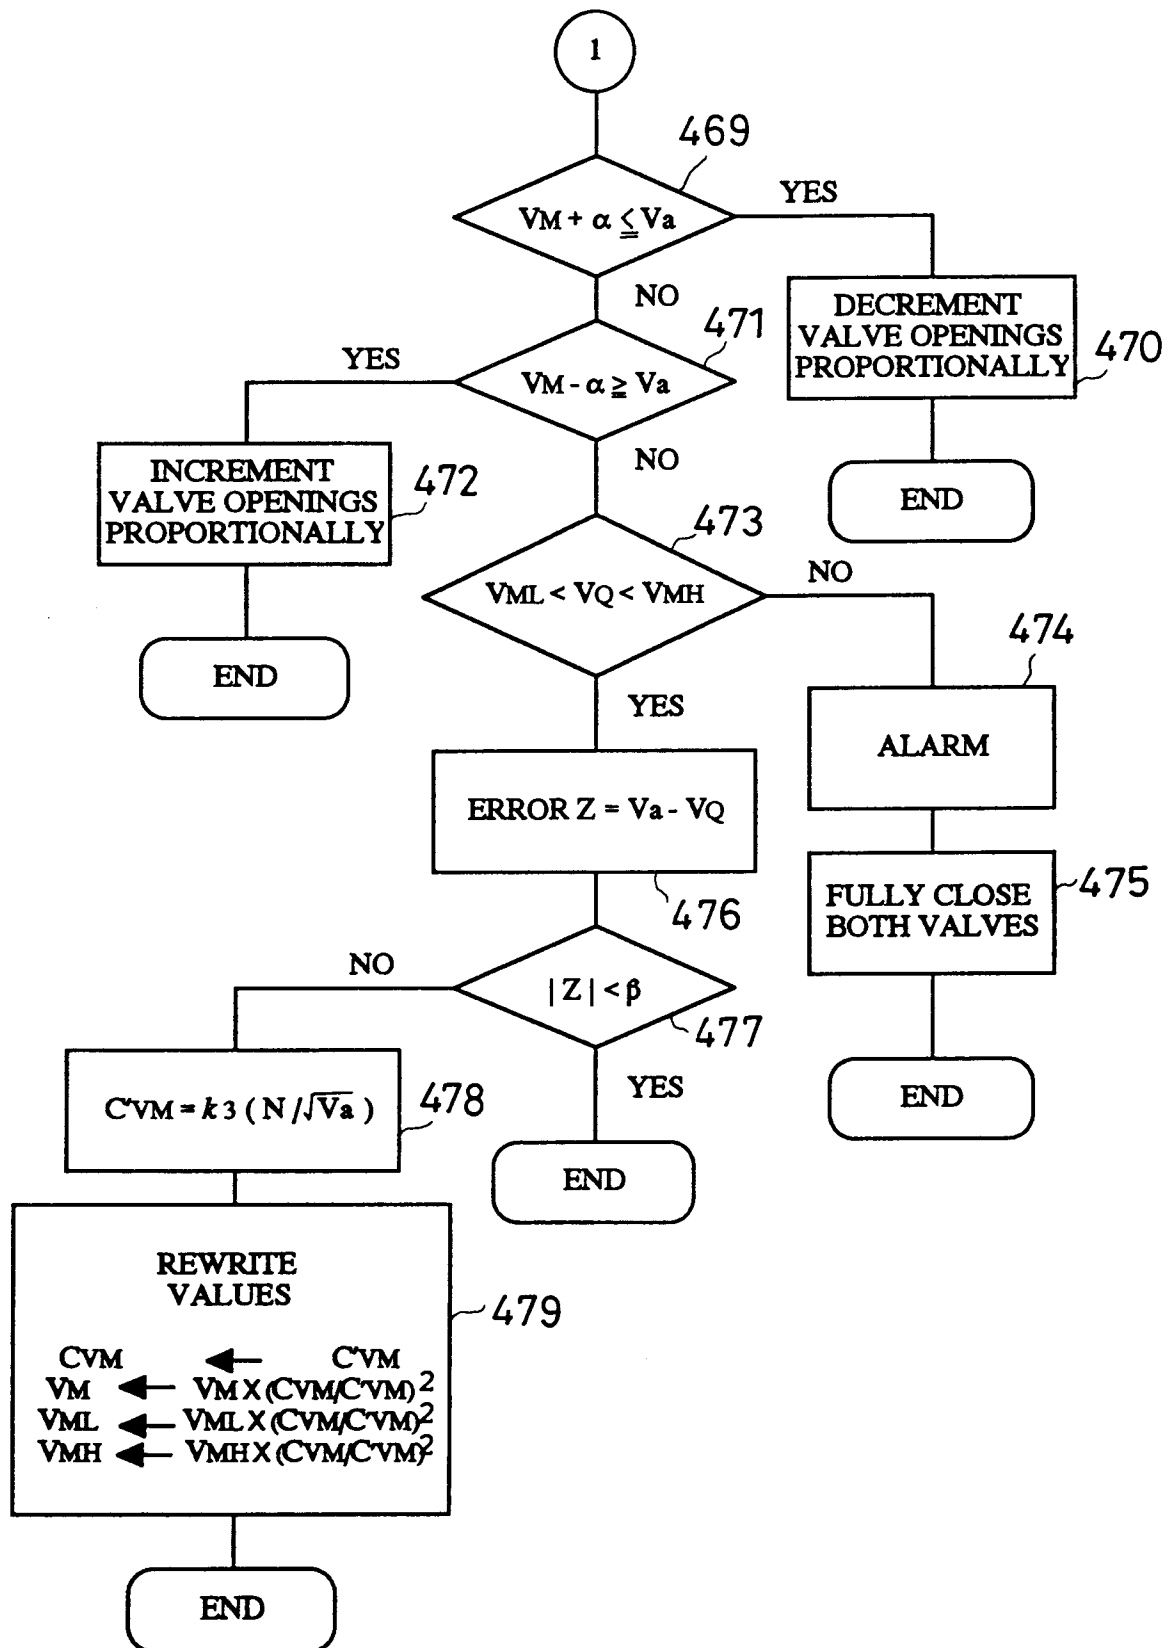 1
469
VM + α ≦ Va
YES
NO
DECREMENT
VALVE OPENINGS
PROPORTIONALLY
470
END
471
VM - α ≧ Va
YES
NO
INCREMENT
VALVE OPENINGS
PROPORTIONALLY
472
END
473
VML < VQ < VMH
NO
YES
474
ALARM
475
FULLY CLOSE
BOTH VALVES
END
ERROR Z = Va - VQ
476
| Z | < β
477
NO
YES
END
C'VM = k3 ( N /√Va )
478
REWRITE
VALUES
479
CVM ← C'VM
VM ← VM X (CVM/C'VM)²
VML ← VML X (CVM/C'VM)²
VMH ← VMH X (CVM/C'VM)²
END